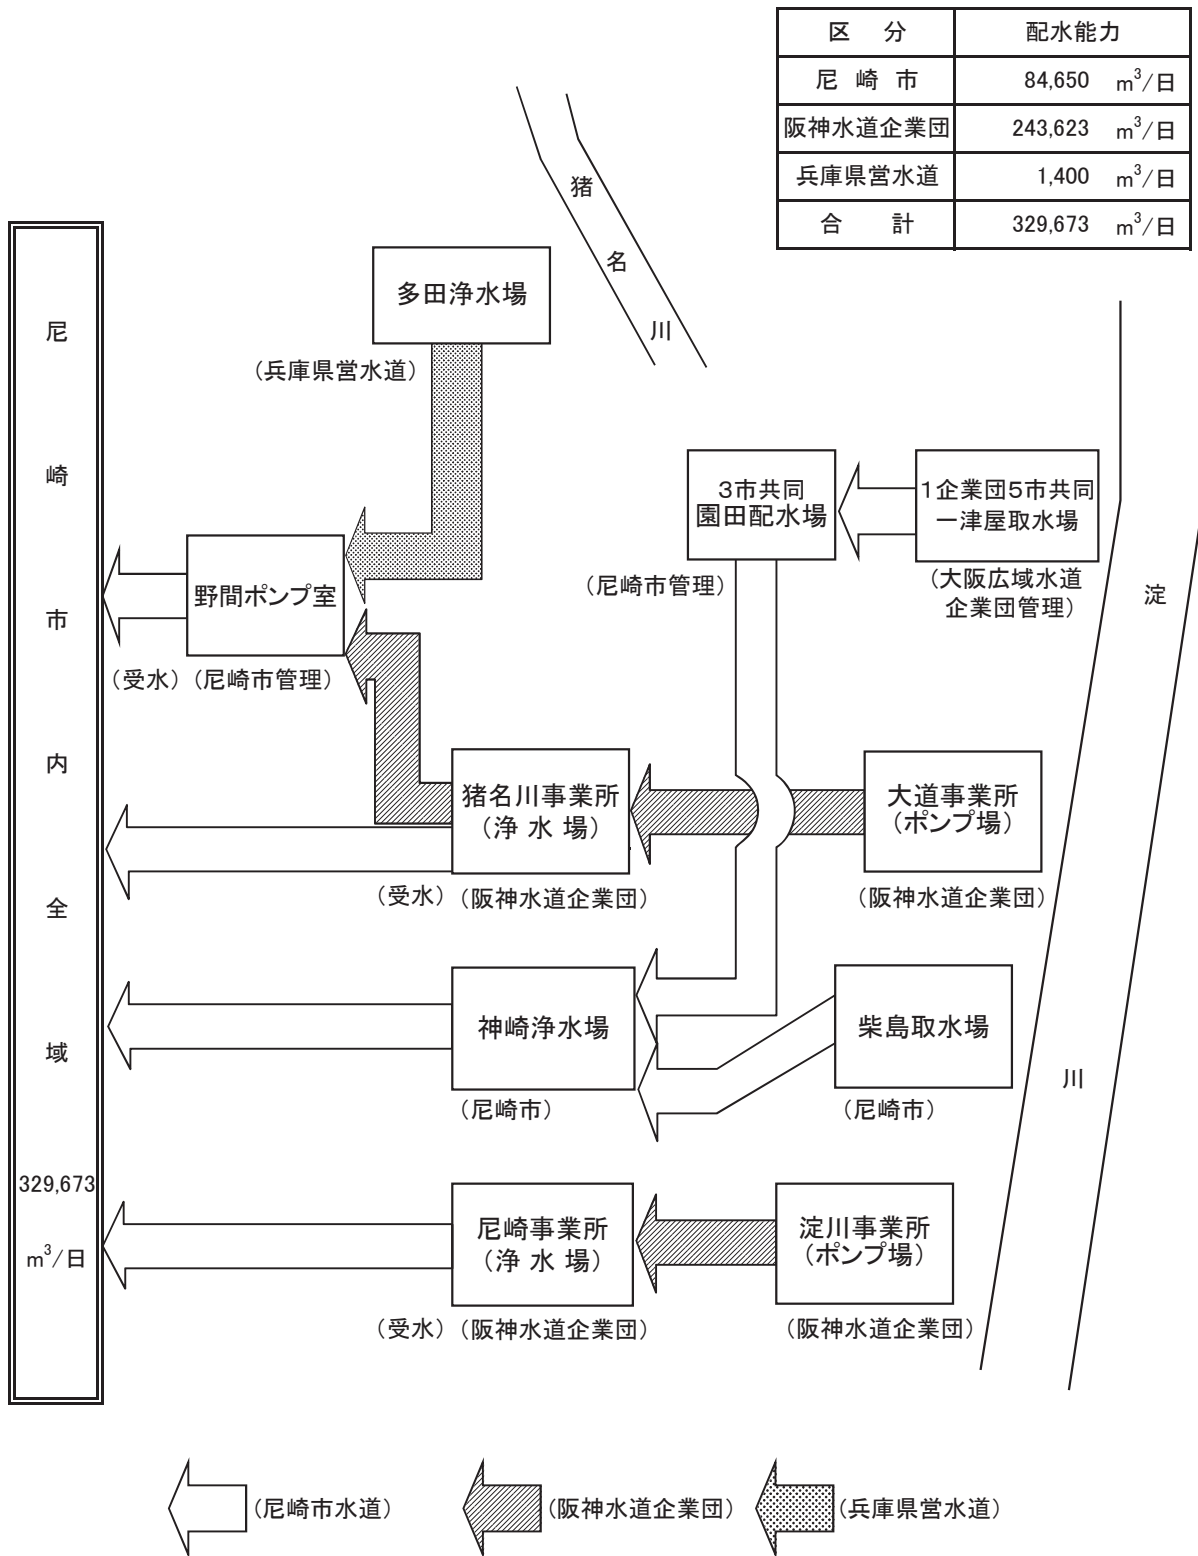 区 分 配水能力
尼 崎 市 84,650 m³/日
阪神水道企業団 243,623 m³/日
兵庫県営水道 1,400 m³/日
合 計 329,673 m³/日
猪
名
川
多田浄水場
(兵庫県営水道)
尼
崎
市
内
全
域
329,673
m³/日
3市共同
園田配水場
(尼崎市管理)
1企業団5市共同
一津屋取水場
(大阪広域水道
企業団管理)
淀
川
野間ポンプ室
(受水)(尼崎市管理)
猪名川事業所
(浄 水 場)
(受水)(阪神水道企業団)
大道事業所
(ポンプ場)
(阪神水道企業団)
神崎浄水場
(尼崎市)
柴島取水場
(尼崎市)
尼崎事業所
(浄 水 場)
(受水)(阪神水道企業団)
淀川事業所
(ポンプ場)
(阪神水道企業団)
(尼崎市水道)
(阪神水道企業団)
(兵庫県営水道)